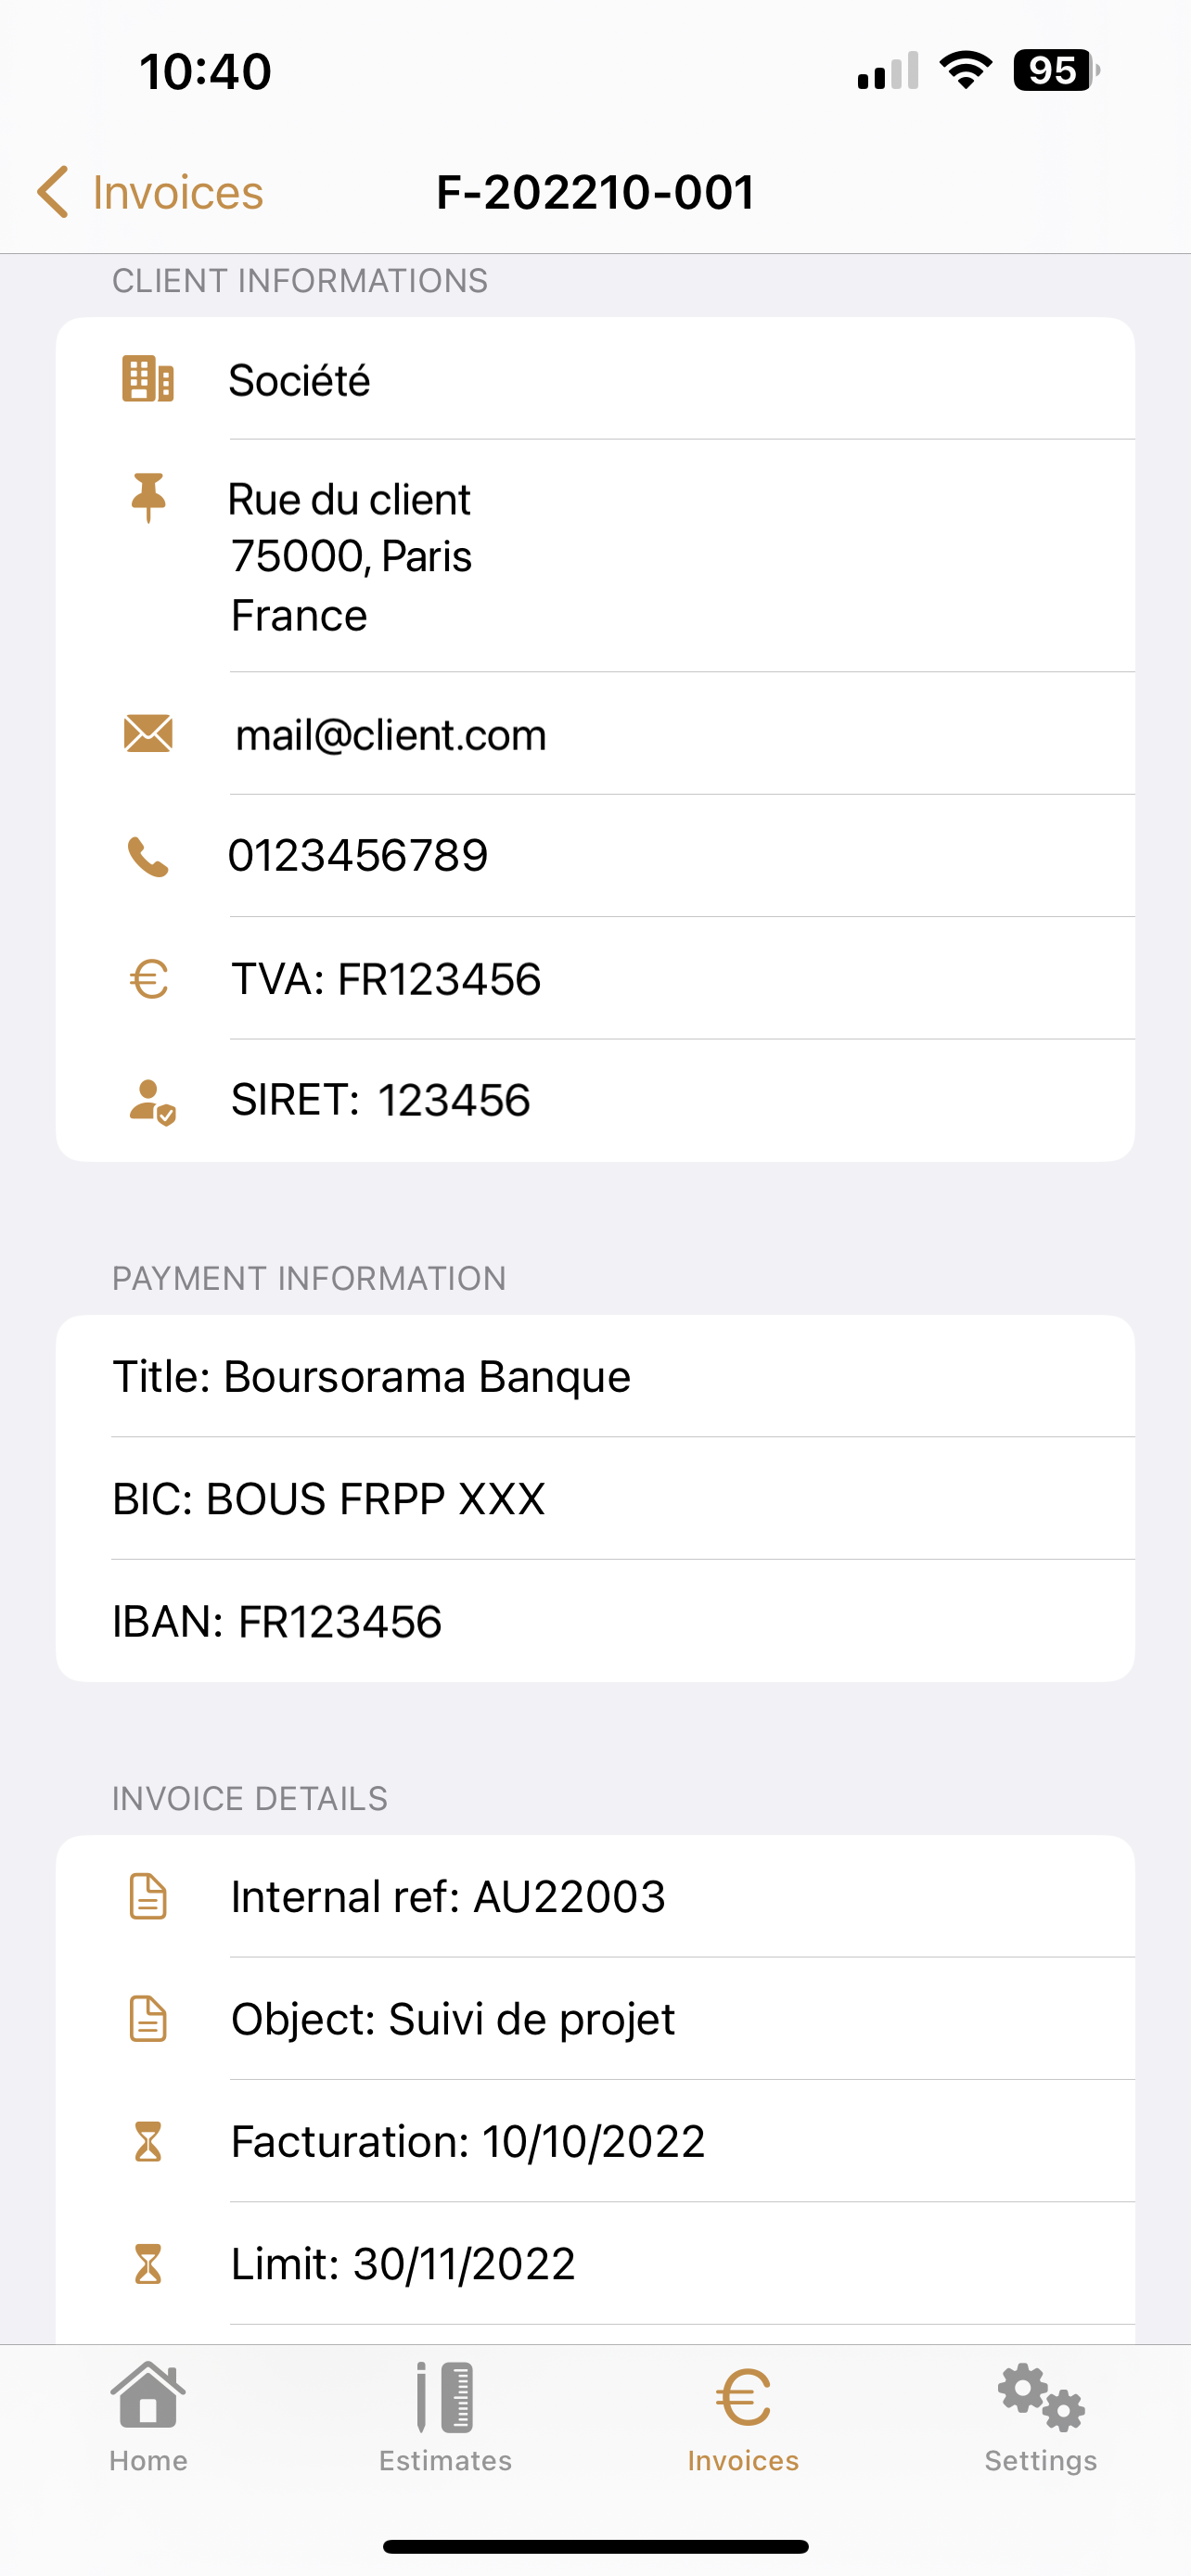 10:40
95
Invoices
F-202210-001
CLIENT INFORMATIONS
Société
Rue du client
75000, Paris
France
mail@client.com
0123456789
TVA: FR123456
SIRET: 123456
PAYMENT INFORMATION
Title: Boursorama Banque
BIC: BOUS FRPP XXX
IBAN: FR123456
INVOICE DETAILS
Internal ref: AU22003
Object: Suivi de projet
Facturation: 10/10/2022
Limit: 30/11/2022
Home
Estimates
Invoices
Settings